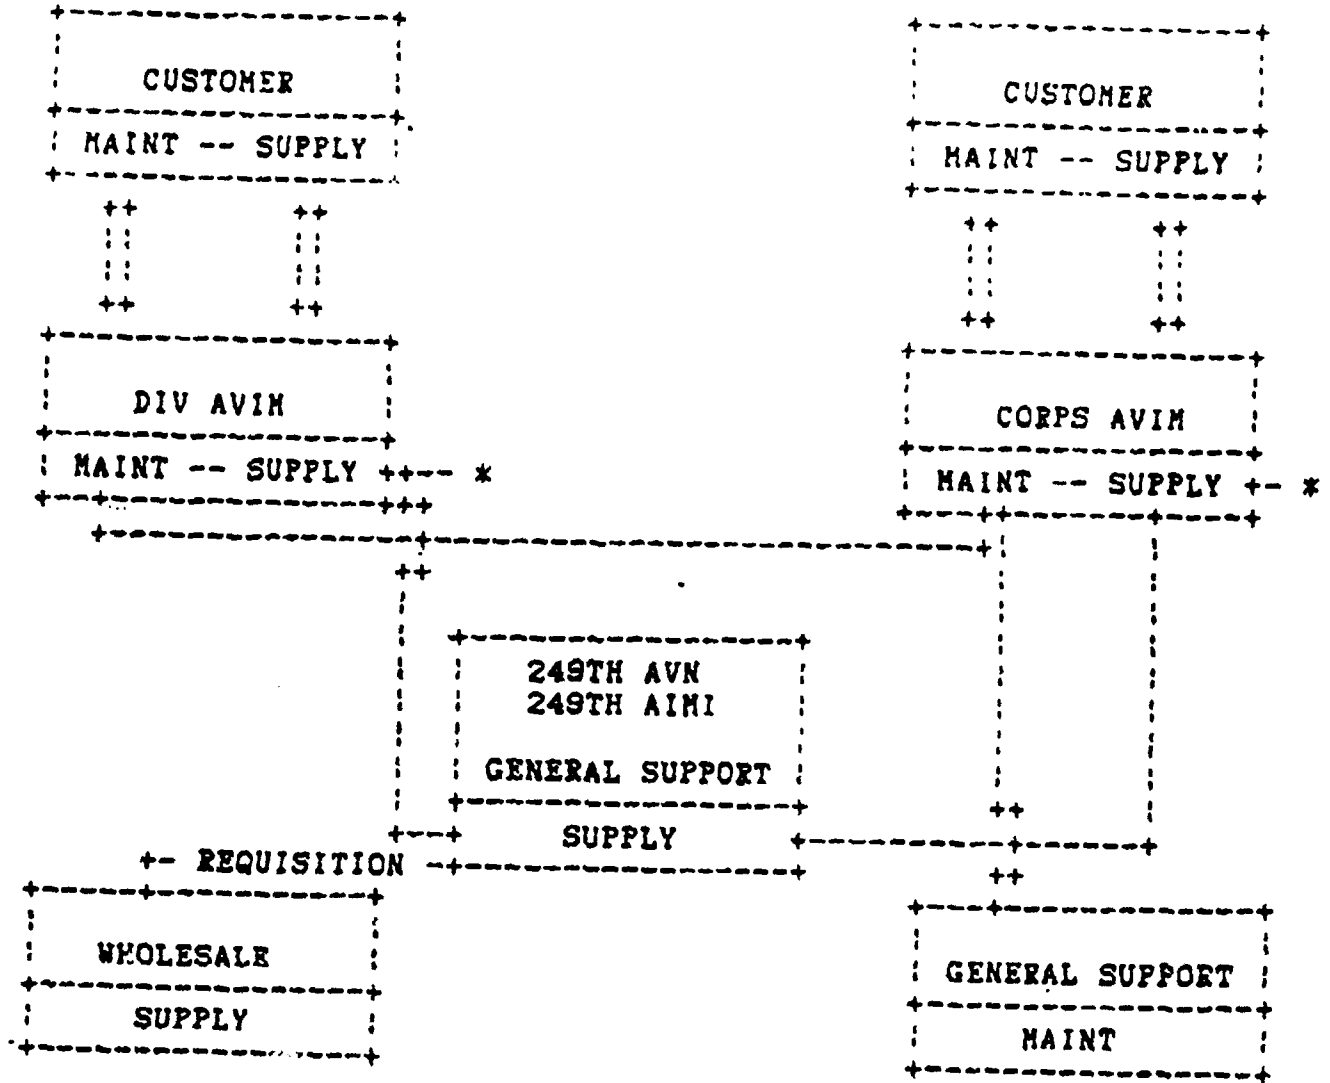 CUSTOMER
MAINT -- SUPPLY
CUSTOMER
MAINT -- SUPPLY
DIV AVIM
MAINT -- SUPPLY ++-- *
CORPS AVIM
MAINT -- SUPPLY +- *
249TH AVN
249TH AIMI
GENERAL SUPPORT
SUPPLY
+- REQUISITION -+
WHOLESALE
SUPPLY
GENERAL SUPPORT
MAINT